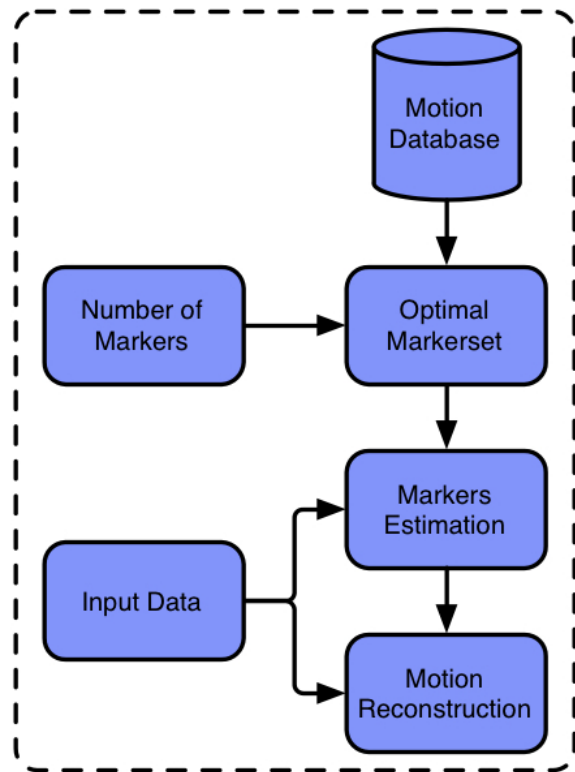 Motion
Database
Number of
Markers
Optimal
Markerset
Markers
Estimation
Input Data
Motion
Reconstruction